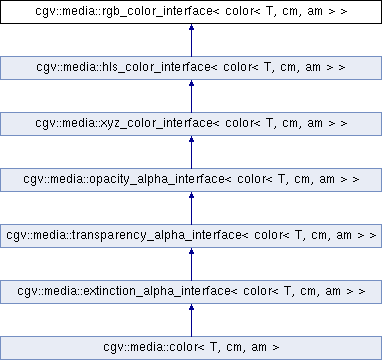 cgv::media::rgb_color_interface< color< T, cm, am > >
cgv::media::hls_color_interface< color< T, cm, am > >
cgv::media::xyz_color_interface< color< T, cm, am > >
cgv::media::opacity_alpha_interface< color< T, cm, am > >
cgv::media::transparency_alpha_interface< color< T, cm, am > >
cgv::media::extinction_alpha_interface< color< T, cm, am > >
cgv::media::color< T, cm, am >